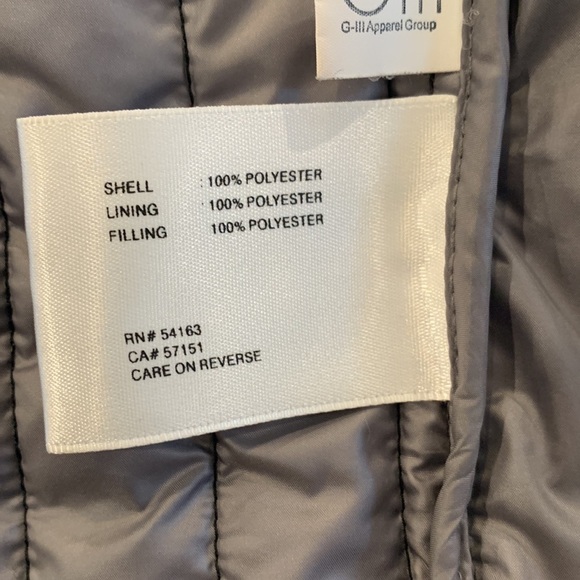 G-III Apparel Group
SHELL : 100% POLYESTER
LINING : 100% POLYESTER
FILLING 100% POLYESTER
RN# 54163
CA# 57151
CARE ON REVERSE